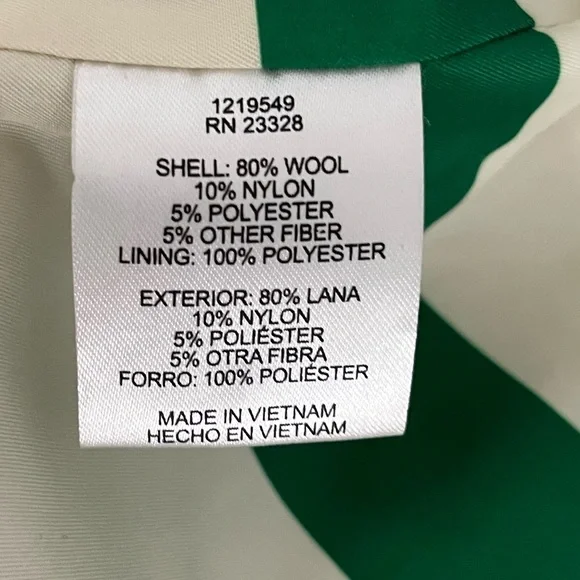 1219549
RN 23328
SHELL: 80% WOOL
10% NYLON
5% POLYESTER
5% OTHER FIBER
LINING: 100% POLYESTER
EXTERIOR: 80% LANA
10% NYLON
5% POLIÉSTER
5% OTRA FIBRA
FORRO: 100% POLIÉSTER
MADE IN VIETNAM
HECHO EN VIETNAM